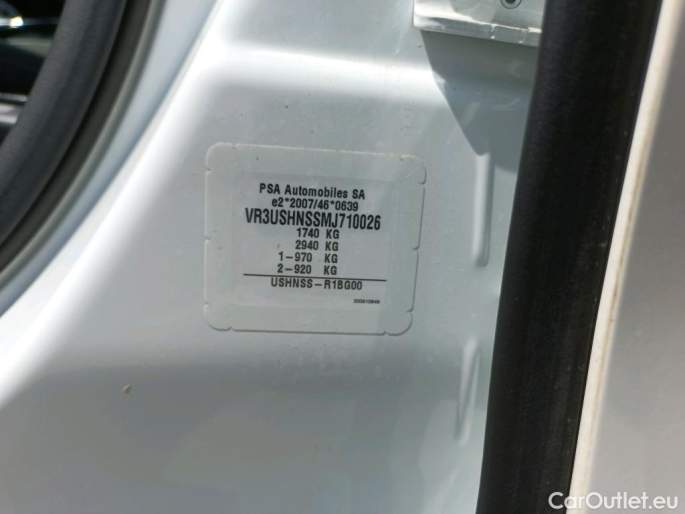 PSA Automobiles SA
e2*2007/46*0639
VR3USHNSSMJ710026
1740 KG
2940 KG
1-970 KG
2-920 KG
USHNSS-R1BG00
CarOutlet.eu